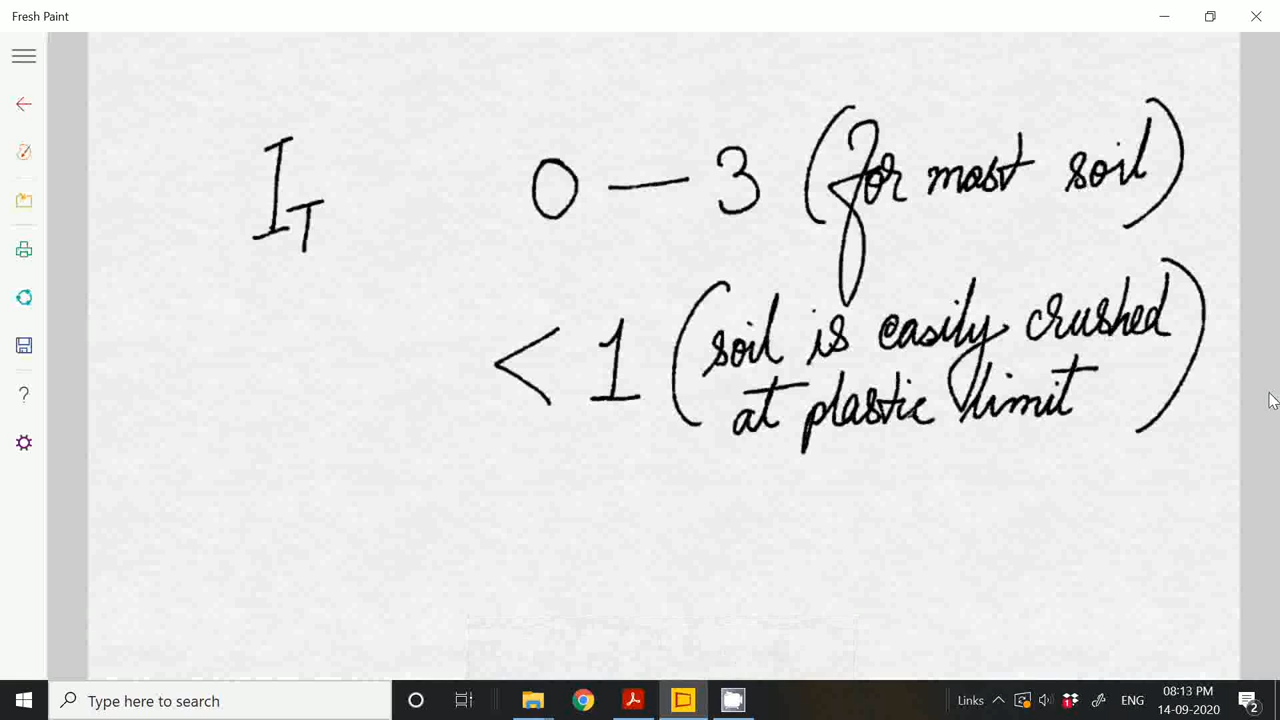 Fresh Paint
I_T 0 — 3 (for most soil)
< 1 (soil is easily crushed
at plastic limit)
Type here to search
Links
ENG
08:13 PM
14-09-2020
2